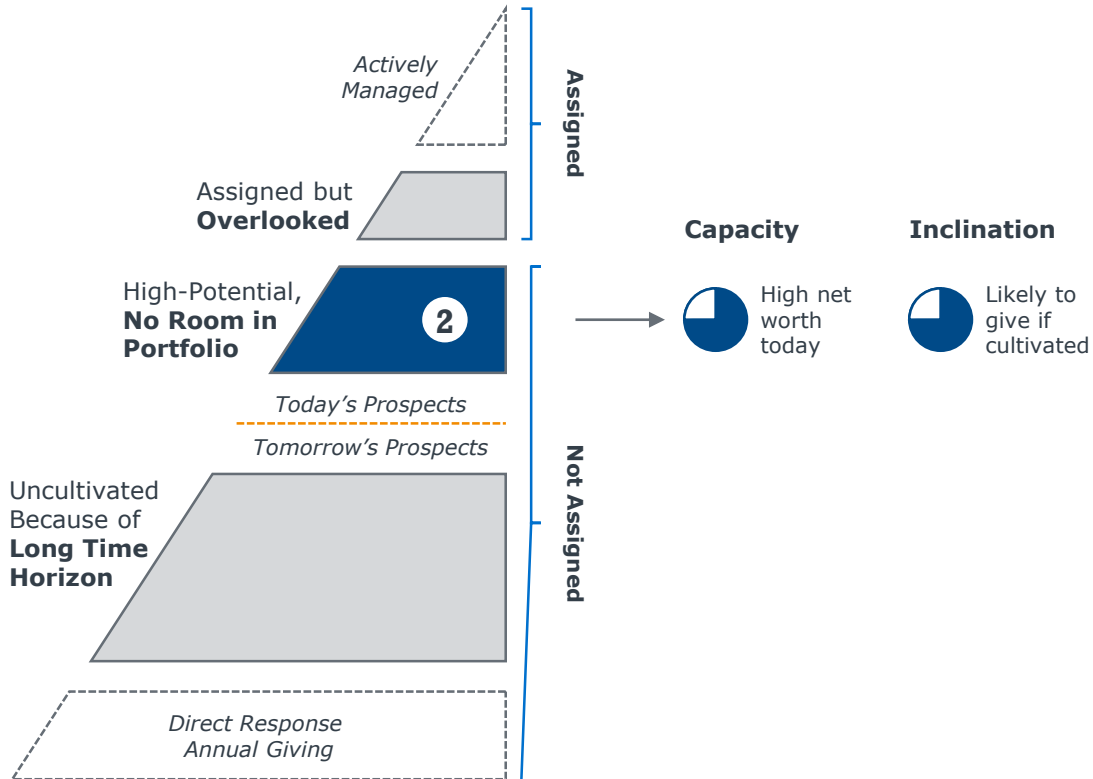 Actively
Managed
Assigned
Assigned but
Overlooked
Capacity
Inclination
High-Potential,
No Room in
Portfolio
2
High net
worth
today
Likely to
give if
cultivated
Today's Prospects
Tomorrow's Prospects
Not Assigned
Uncultivated
Because of
Long Time
Horizon
Direct Response
Annual Giving